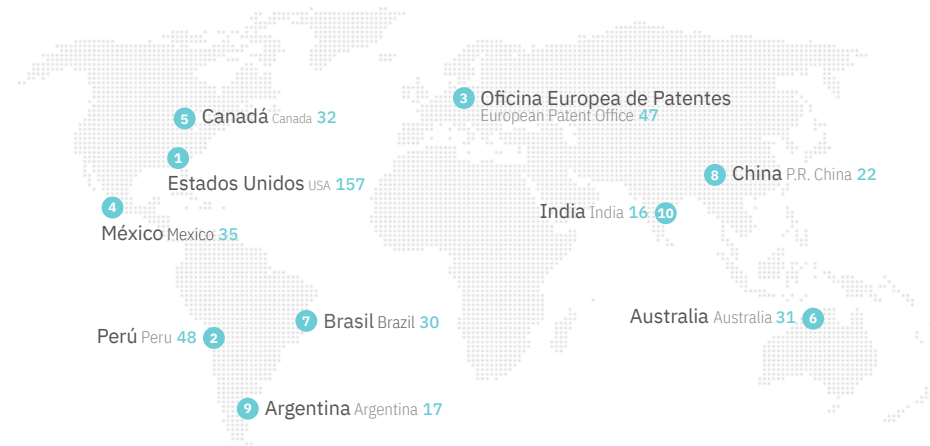 3 Oficina Europea de Patentes
European Patent Office 47
5 Canadá Canada 32
1
Estados Unidos USA 157
8 China P.R. China 22
4
México Mexico 35
India India 16 10
Australia Australia 31 6
7 Brasil Brazil 30
Perú Peru 48 2
9 Argentina Argentina 17